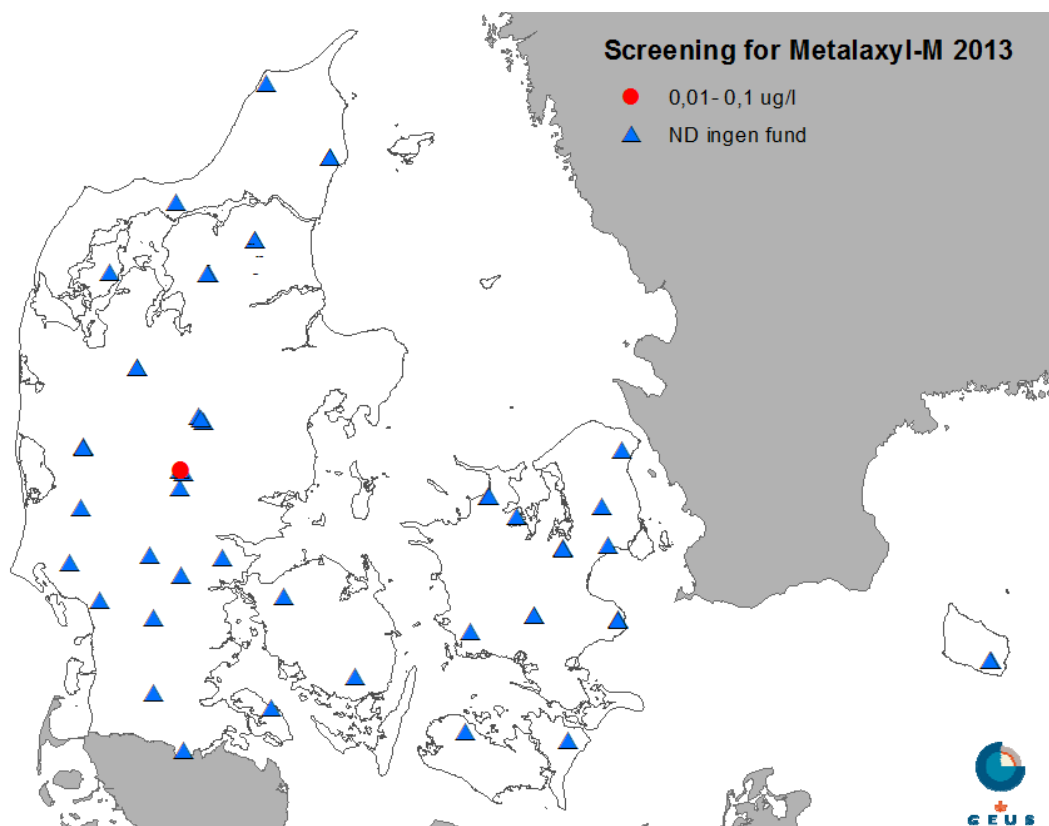 Screening for Metalaxyl-M 2013
0,01- 0,1 ug/l
ND ingen fund
GEUS